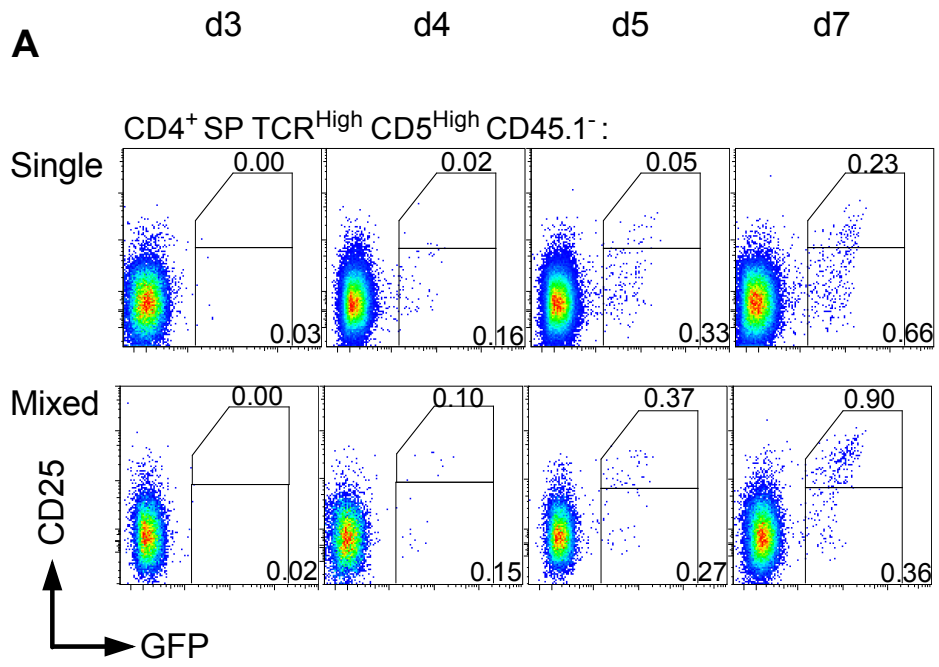 A d3 d4 d5 d7
CD4+ SP TCRHigh CD5High CD45.1- :
Single 0.00 0.02 0.05 0.23
0.03 0.16 0.33 0.66
Mixed 0.00 0.10 0.37 0.90
0.02 0.15 0.27 0.36
CD25
GFP